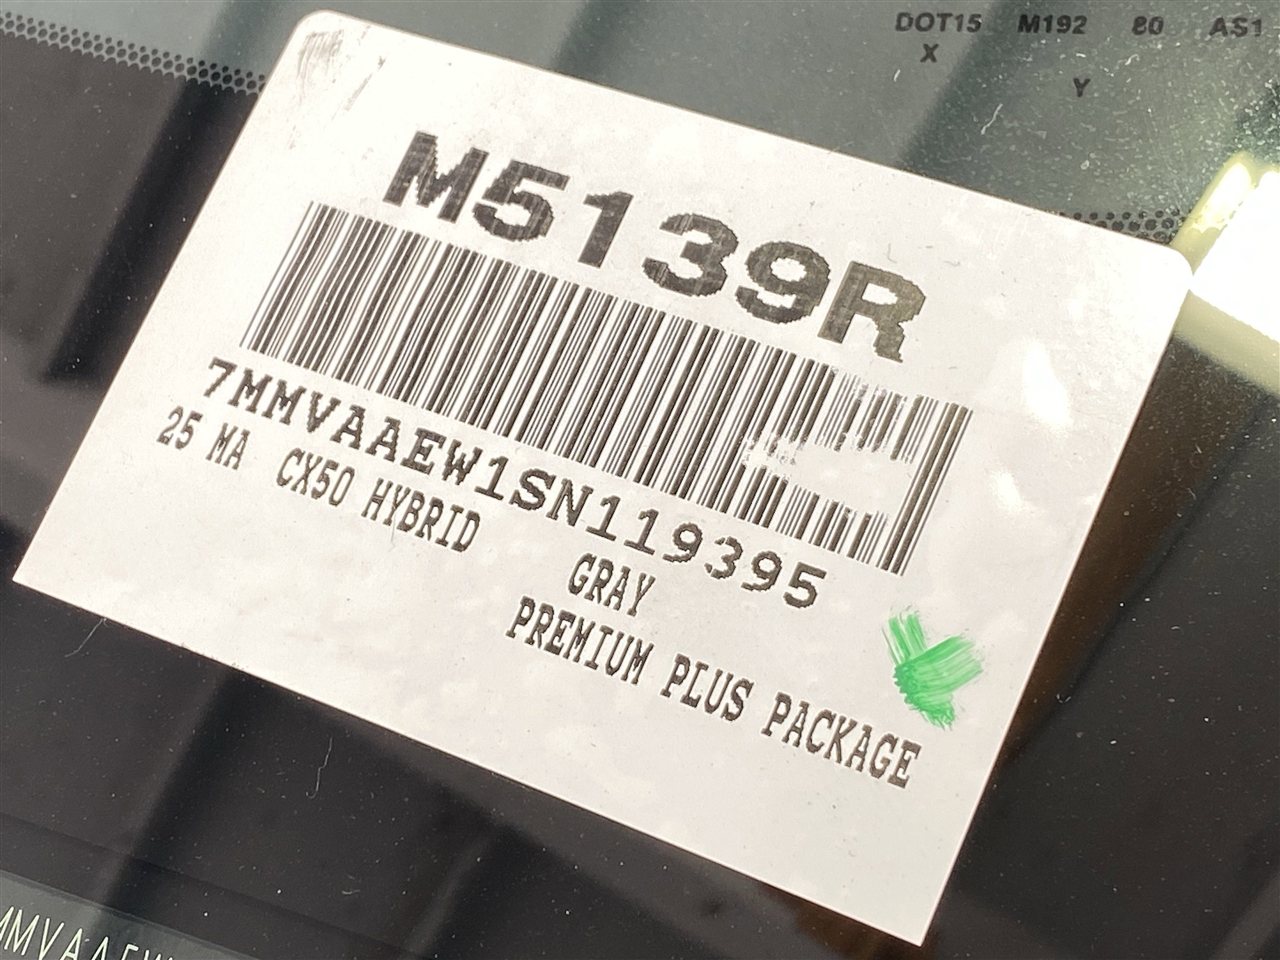 DOT15 M192 80 AS1
X
Y
M5139R
7MMVAAEW1SN119395
25 MA CX50 HYBRID
GRAY
PREMIUM PLUS PACKAGE